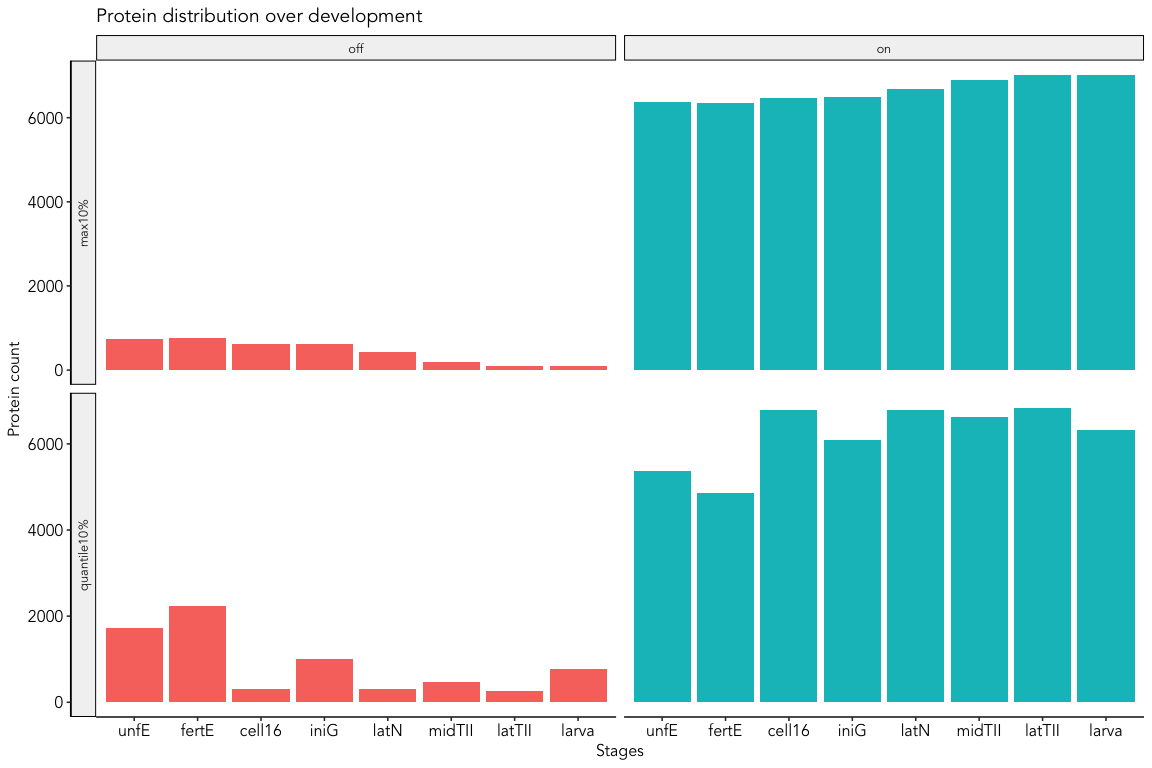 Protein distribution over development
off
on
6000
4000
2000
0
max10%
Protein count
6000
4000
2000
0
quantile10%
unfE fertE cell16 iniG latN midTII latTII larva
unfE fertE cell16 iniG latN midTII latTII larva
Stages